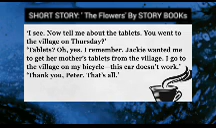 SHORT STORY: ' The Flowers' By STORY BOOKs
'I see. Now tell me about the tablets. You went to
the village on Thursday?'
'Tablets? Oh, yes. I remember. Jackie wanted me
to get her mother's tablets from the village. I go to
the village on my bicycle—this car doesn't work.'
'Thank you, Peter. That's all.'